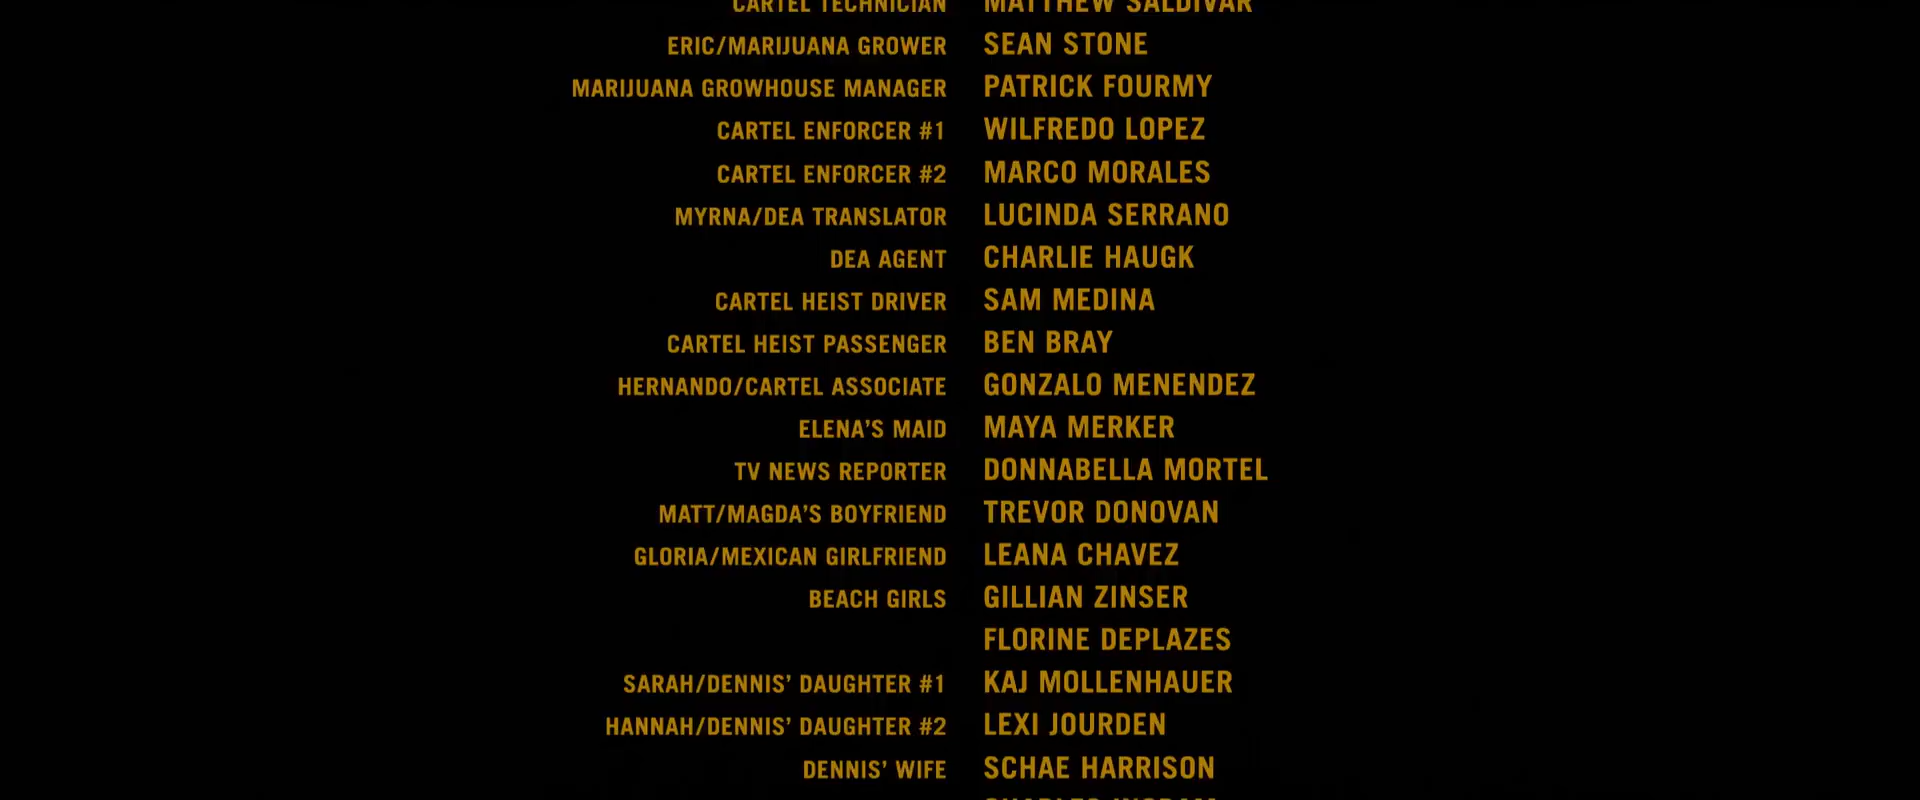 CARTEL TECHNICIAN MATTHEW SALDIVAR
ERIC/MARIJUANA GROWER SEAN STONE
MARIJUANA GROWHOUSE MANAGER PATRICK FOURMY
CARTEL ENFORCER #1 WILFREDO LOPEZ
CARTEL ENFORCER #2 MARCO MORALES
MYRNA/DEA TRANSLATOR LUCINDA SERRANO
DEA AGENT CHARLIE HAUGK
CARTEL HEIST DRIVER SAM MEDINA
CARTEL HEIST PASSENGER BEN BRAY
HERNANDO/CARTEL ASSOCIATE GONZALO MENENDEZ
ELENA'S MAID MAYA MERKER
TV NEWS REPORTER DONNABELLA MORTEL
MATT/MAGDA'S BOYFRIEND TREVOR DONOVAN
GLORIA/MEXICAN GIRLFRIEND LEANA CHAVEZ
BEACH GIRLS GILLIAN ZINSER
FLORINE DEPLAZES
SARAH/DENNIS' DAUGHTER #1 KAJ MOLLENHAUER
HANNAH/DENNIS' DAUGHTER #2 LEXI JOURDEN
DENNIS' WIFE SCHAE HARRISON